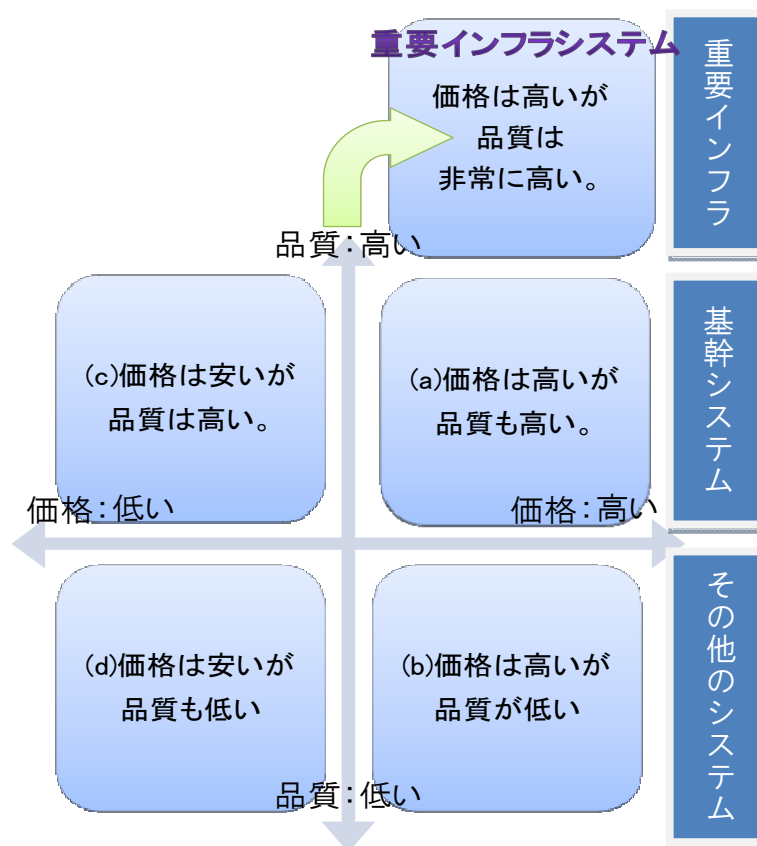 重要インフラシステム
価格は高いが
品質は
非常に高い。
重要インフラ
品質：高い
(c)価格は安いが
品質は高い。
(a)価格は高いが
品質も高い。
基幹システム
価格：低い
価格：高い
(d)価格は安いが
品質も低い
(b)価格は高いが
品質が低い
その他のシステム
品質：低い